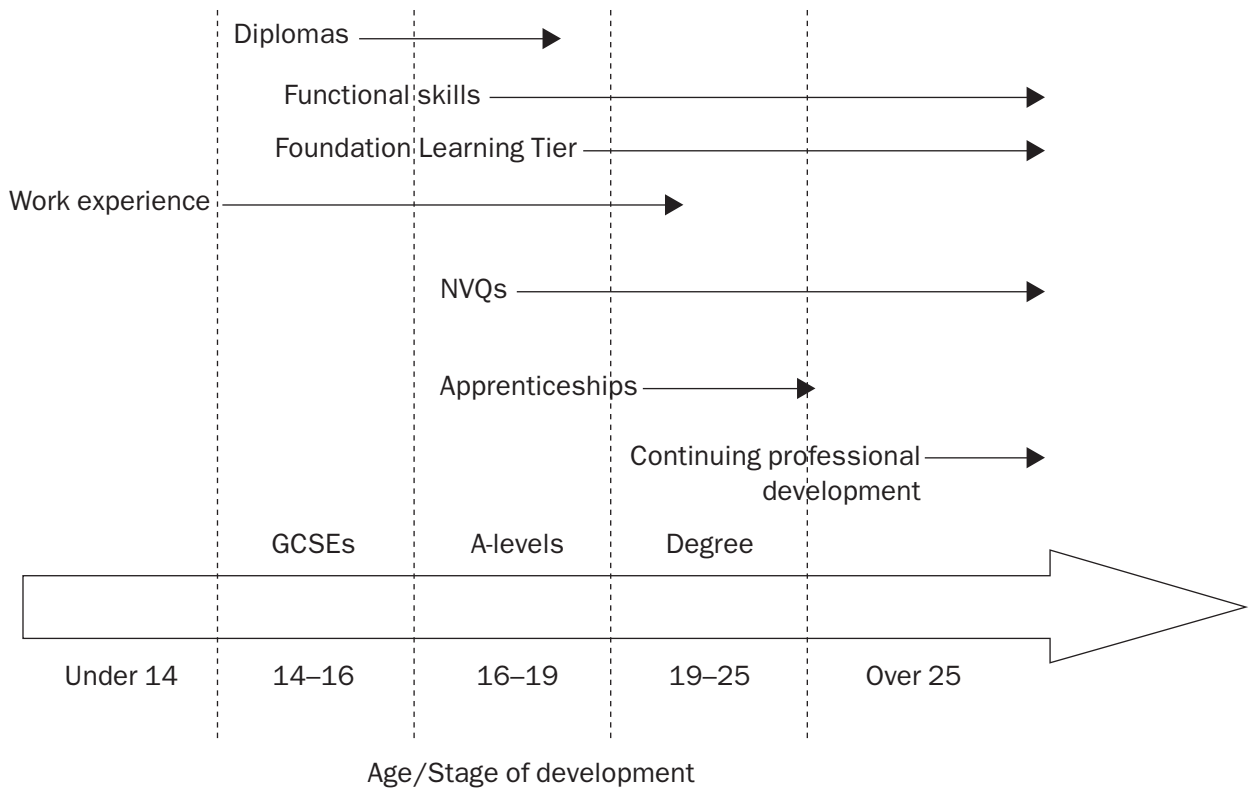 Diplomas
Functional skills
Foundation Learning Tier
Work experience
NVQs
Apprenticeships
Continuing professional
development
GCSEs A-levels Degree
Under 14 14–16 16–19 19–25 Over 25
Age/Stage of development